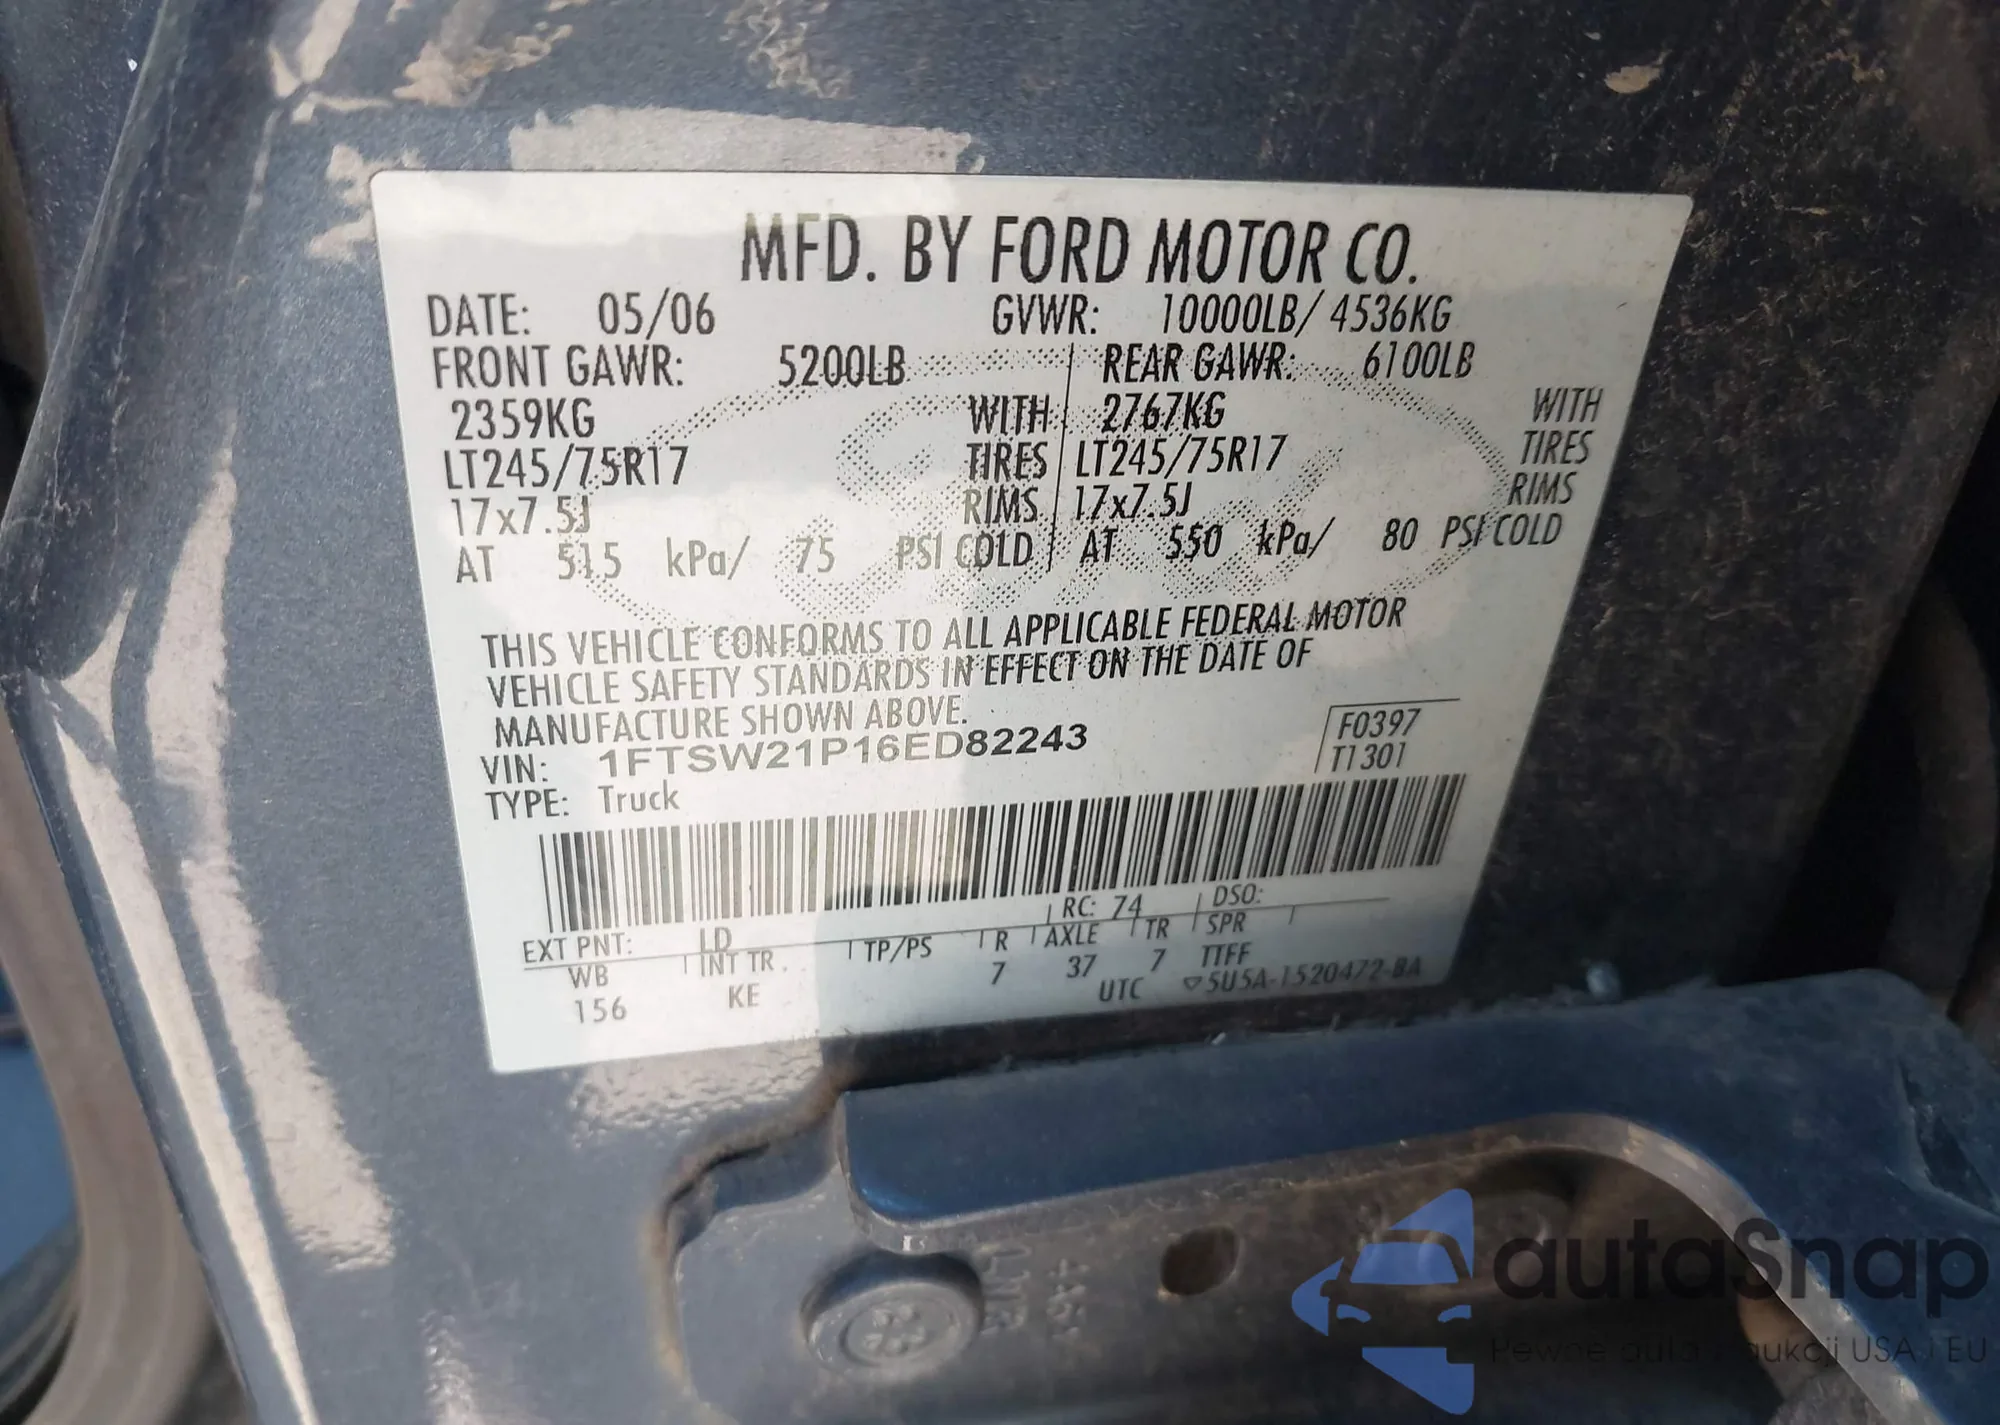 MFD. BY FORD MOTOR CO.
DATE: 05/06 GVWR: 10000LB/ 4536KG
FRONT GAWR: 5200LB REAR GAWR: 6100LB
2359KG WITH 2767KG WITH
LT245/75R17 TIRES LT245/75R17 TIRES
17x7.5J RIMS 17x7.5J RIMS
AT 515 kPa/ 75 PSI COLD AT 550 kPa/ 80 PSI COLD
THIS VEHICLE CONFORMS TO ALL APPLICABLE FEDERAL MOTOR
VEHICLE SAFETY STANDARDS IN EFFECT ON THE DATE OF
MANUFACTURE SHOWN ABOVE.
VIN: 1FTSW21P16ED82243
F0397
T1301
TYPE: Truck
RC: 74 DSO:
EXT PNT: LD
WB INT TR TP/PS R AXLE TR SPR
156 KE 7 37 7 TTFF
UTC 5U5A-1520472-BA
autaSnap
Pewne auta z aukcji USA i EU